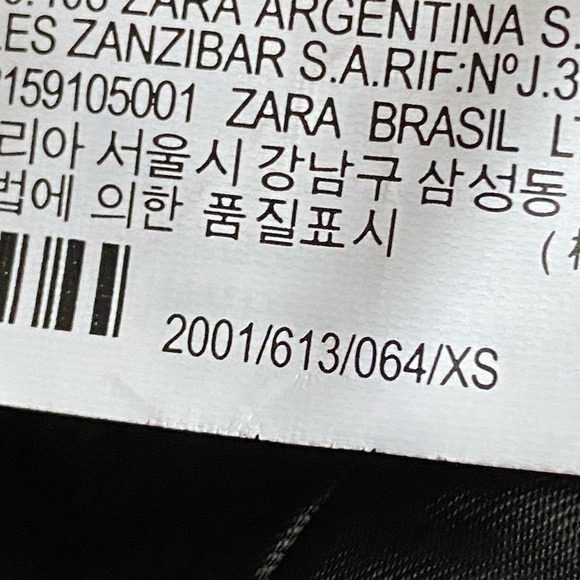 ZARA ARGENTINA S.
LES ZANZIBAR S.A.RIF:NºJ.3
159105001 ZARA BRASIL L
리아 서울시 강남구 삼성동
법에 의한 품질표시 (
2001/613/064/XS